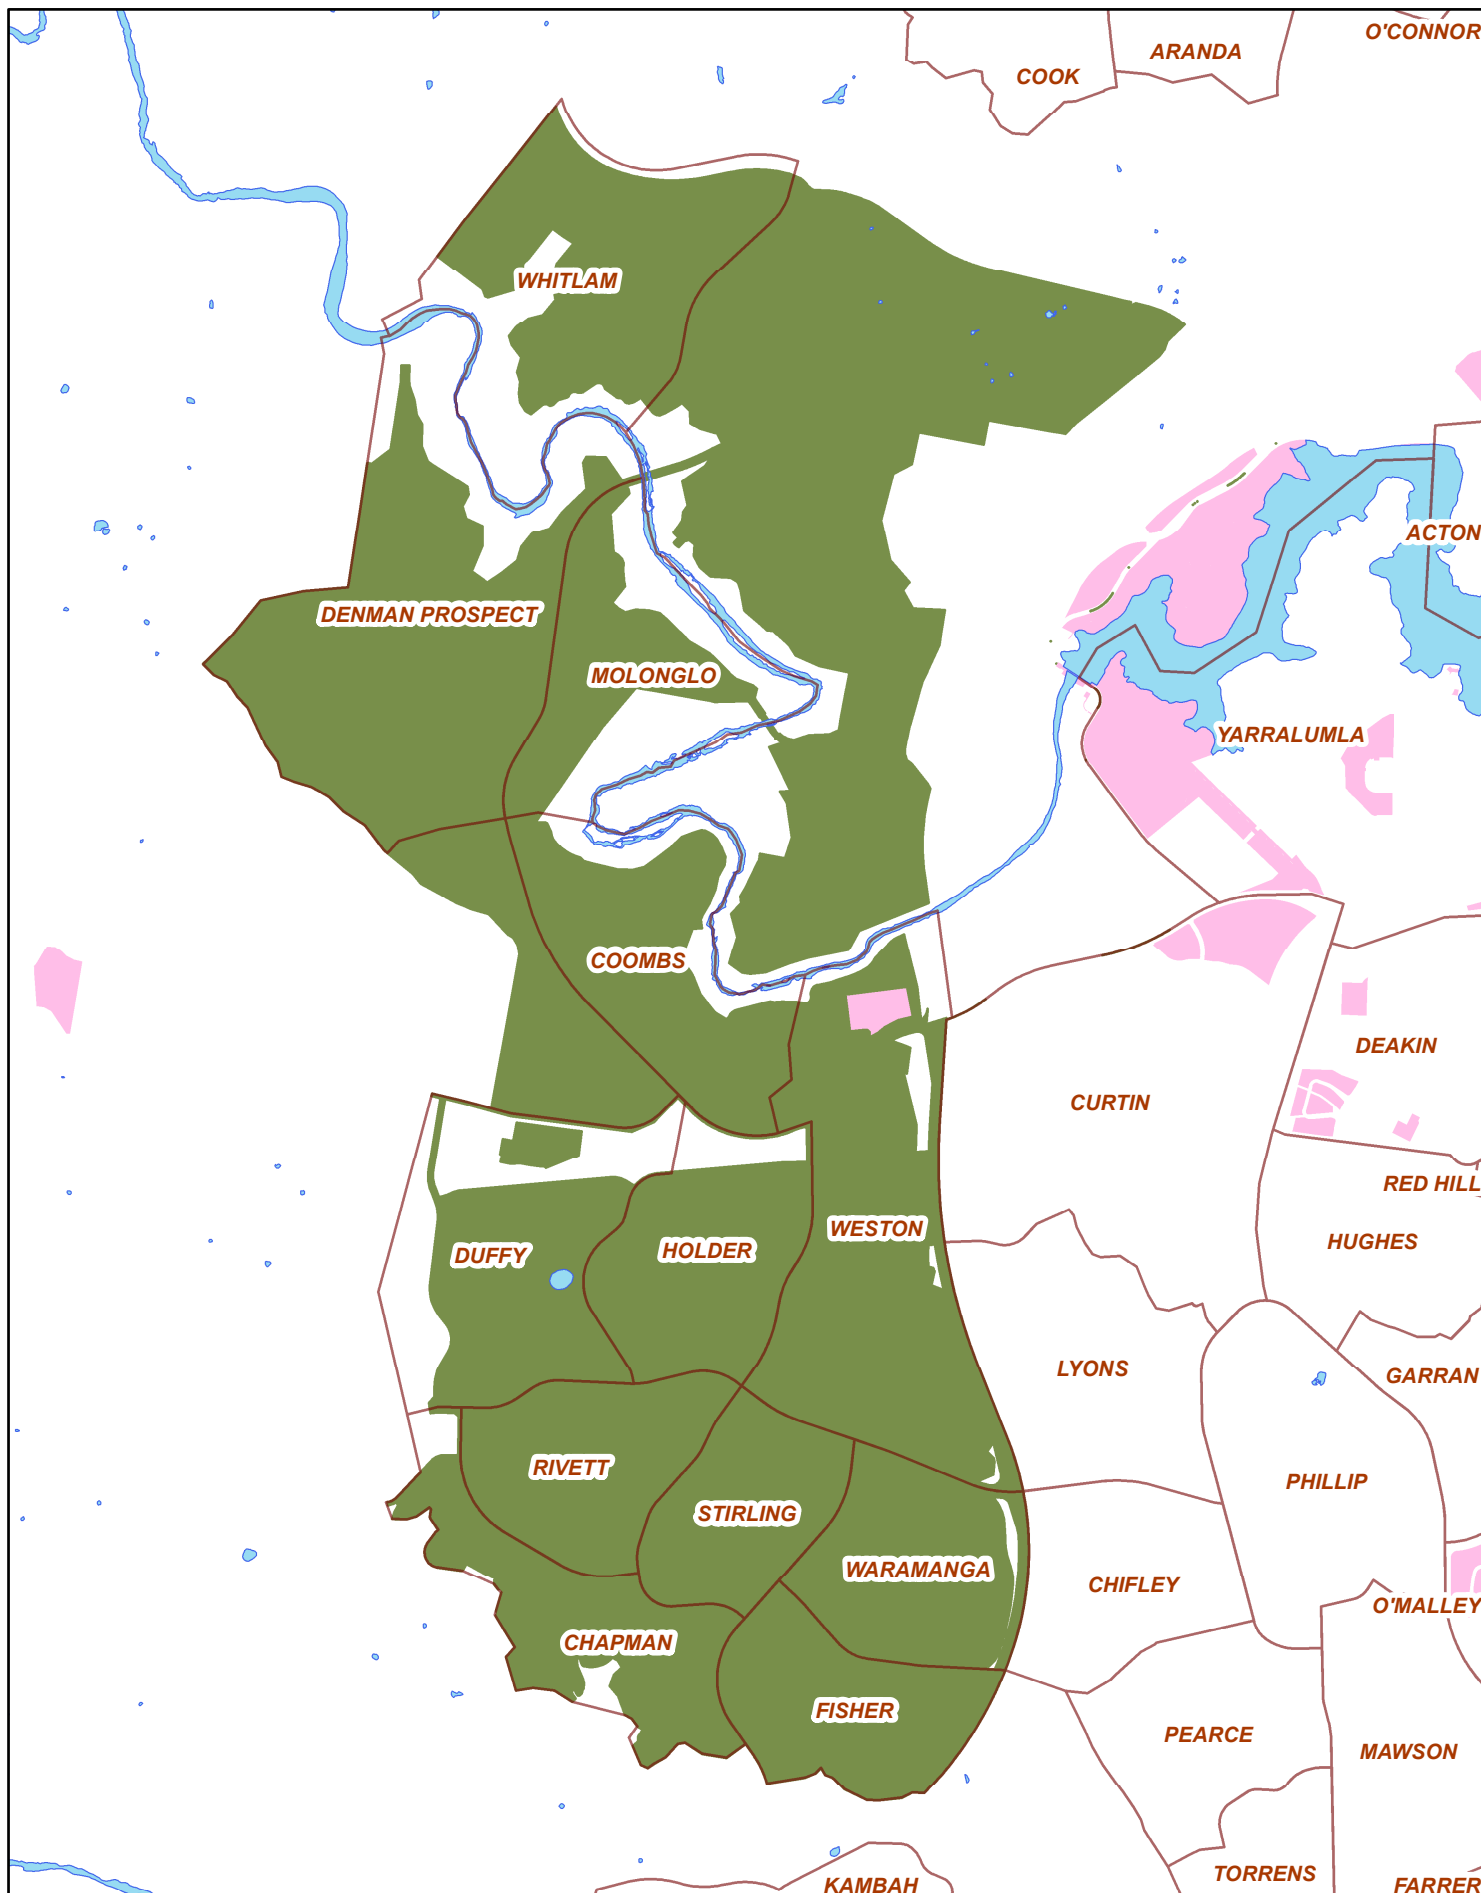 O'CONNOR
ARANDA
COOK
WHITLAM
ACTON
DENMAN PROSPECT
MOLONGLO
YARRALUMLA
COOMBS
DEAKIN
CURTIN
RED HILL
WESTON
HUGHES
HOLDER
DUFFY
LYONS
GARRAN
RIVETT
PHILLIP
STIRLING
WARAMANGA
CHIFLEY
O'MALLEY
CHAPMAN
FISHER
PEARCE
MAWSON
TORRENS
KAMBAH
FARRER